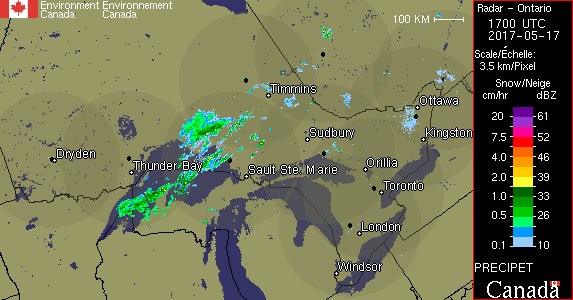 Environment Environnement
Canada Canada
100 KM
Timmins
Ottawa
Sudbury
Kingston
Dryden
Thunder Bay
Sault Ste. Marie
Orillia
Toronto
London
Windsor
Radar - Ontario
1700 UTC
2017-05-17
Scale/Échelle:
3.5 km/Pixel
Snow/Neige
cm/hr dBZ
20 61
7.5 57
7.5 52
4.0 46
2.0 39
1.0 33
0.5 26
0.1 10
PRECIPET
Canada